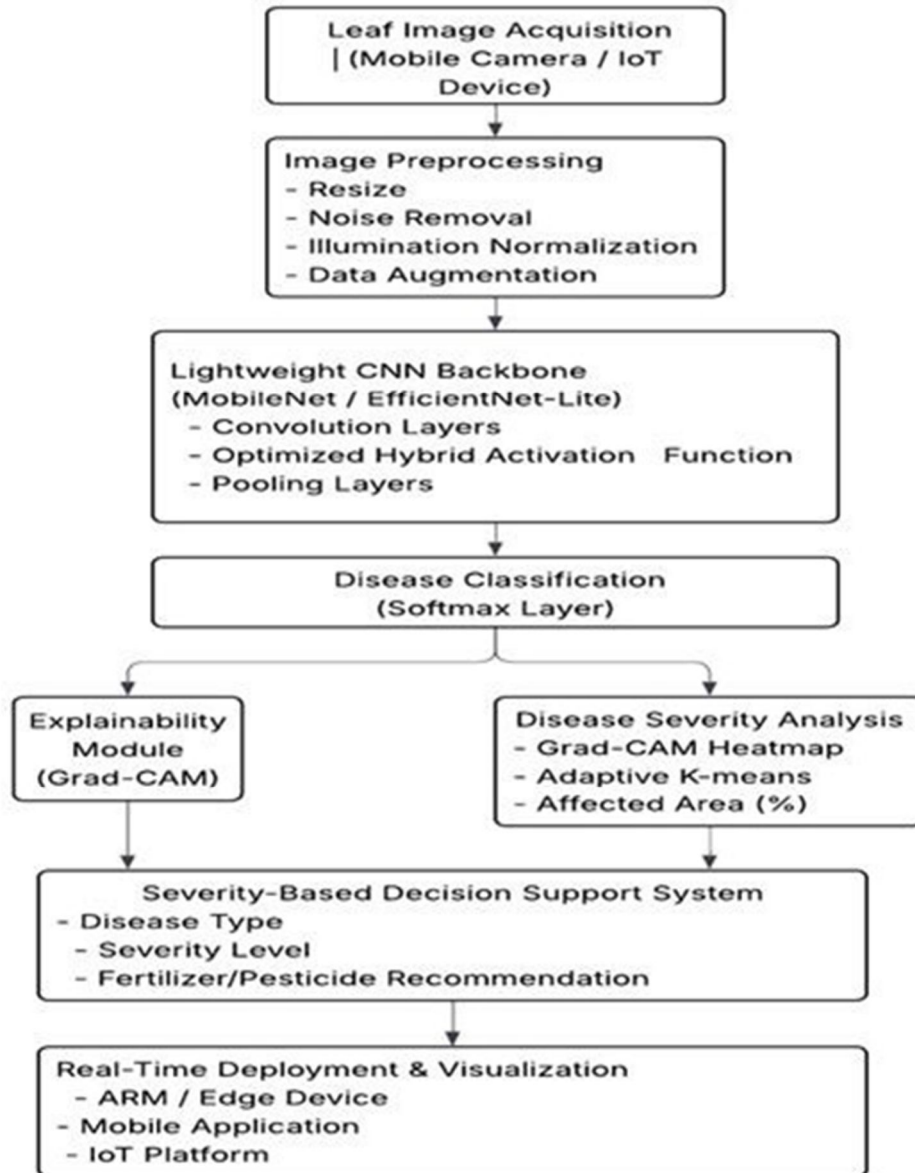 Leaf Image Acquisition
| (Mobile Camera / IoT
Device)
Image Preprocessing
- Resize
- Noise Removal
- Illumination Normalization
- Data Augmentation
Lightweight CNN Backbone
(MobileNet / EfficientNet-Lite)
- Convolution Layers
- Optimized Hybrid Activation Function
- Pooling Layers
Disease Classification
(Softmax Layer)
Explainability
Module
(Grad-CAM)
Disease Severity Analysis
- Grad-CAM Heatmap
- Adaptive K-means
- Affected Area (%)
Severity-Based Decision Support System
- Disease Type
- Severity Level
- Fertilizer/Pesticide Recommendation
Real-Time Deployment & Visualization
- ARM / Edge Device
- Mobile Application
- IoT Platform